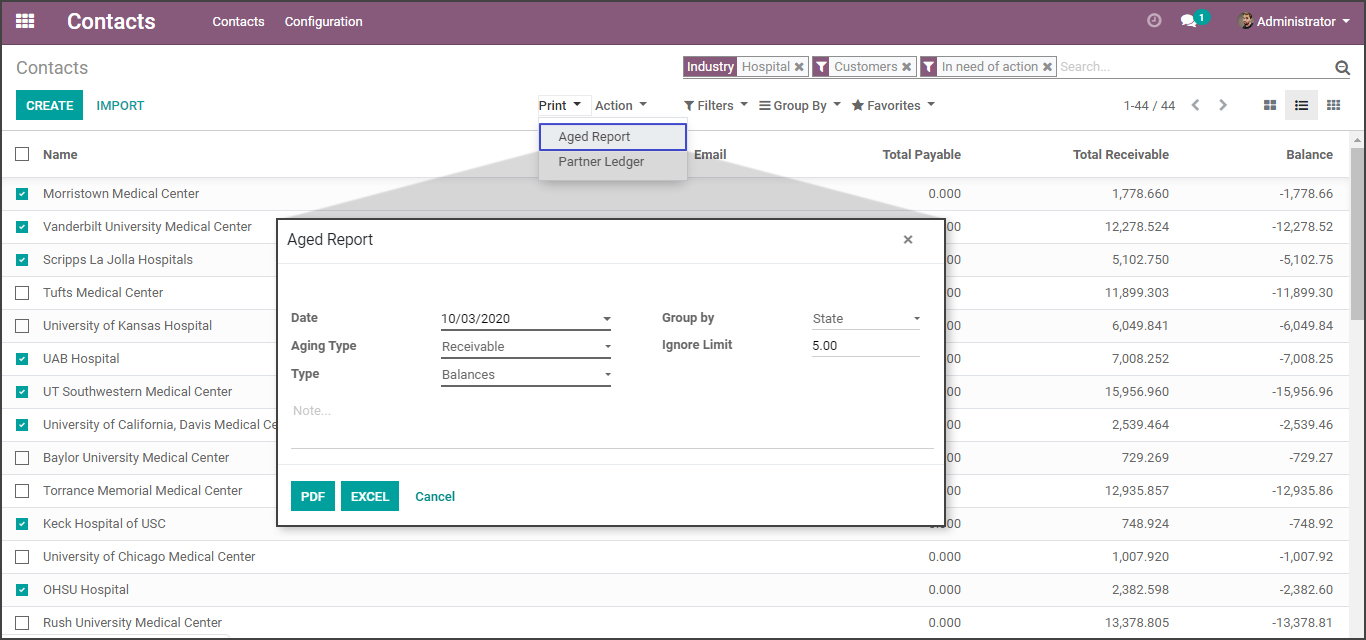 Contacts Contacts Configuration 1 Administrator
Contacts Industry Hospital Customers In need of action Search...
CREATE IMPORT Print Action Filters Group By Favorites 1-44 / 44
Aged Report
Partner Ledger
Name Email Total Payable Total Receivable Balance
Morristown Medical Center 0.000 1,778.660 -1,778.66
Vanderbilt University Medical Center 00 12,278.524 -12,278.52
Scripps La Jolla Hospitals 00 5,102.750 -5,102.75
Tufts Medical Center 00 11,899.303 -11,899.30
University of Kansas Hospital 00 6,049.841 -6,049.84
UAB Hospital 00 7,008.252 -7,008.25
UT Southwestern Medical Center 00 15,956.960 -15,956.96
University of California, Davis Medical Ce 00 2,539.464 -2,539.46
Baylor University Medical Center 00 729.269 -729.27
Torrance Memorial Medical Center 00 12,935.857 -12,935.86
Keck Hospital of USC 0.000 748.924 -748.92
University of Chicago Medical Center 0.000 1,007.920 -1,007.92
OHSU Hospital 0.000 2,382.598 -2,382.60
Rush University Medical Center 0.000 13,378.805 -13,378.81
Aged Report
Date 10/03/2020 Group by State
Aging Type Receivable Ignore Limit 5.00
Type Balances
Note...
PDF EXCEL Cancel